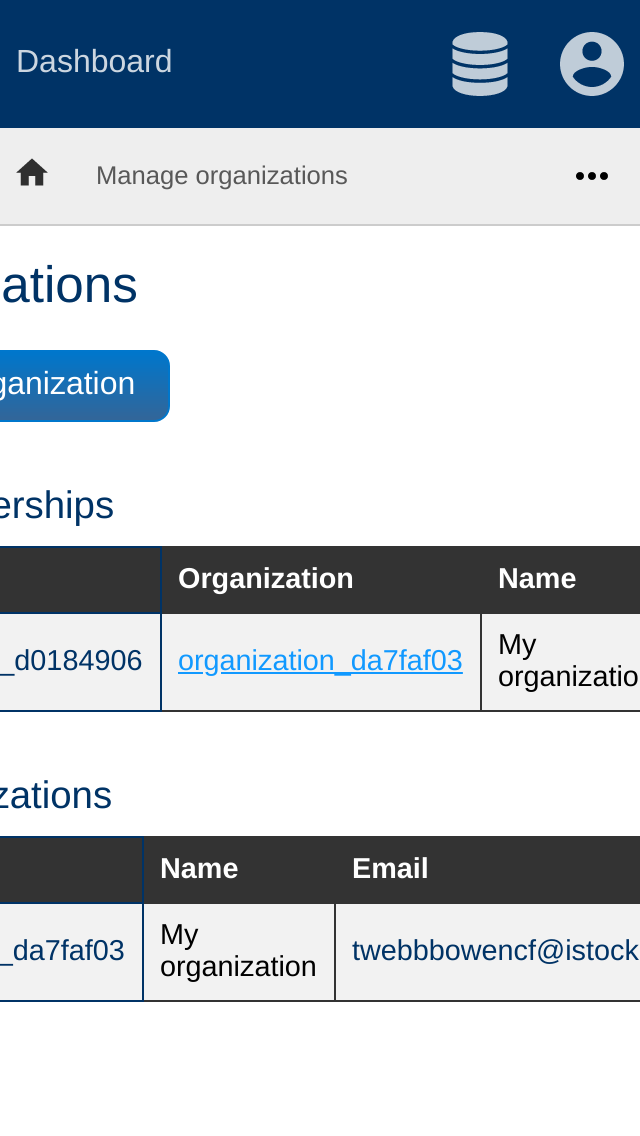 Dashboard
Manage organizations
ations
ganization
erships
Organization Name
_d0184906 organization_da7faf03 My
organizatio
zations
Name Email
_da7faf03 My
organization twebbbowencf@istock